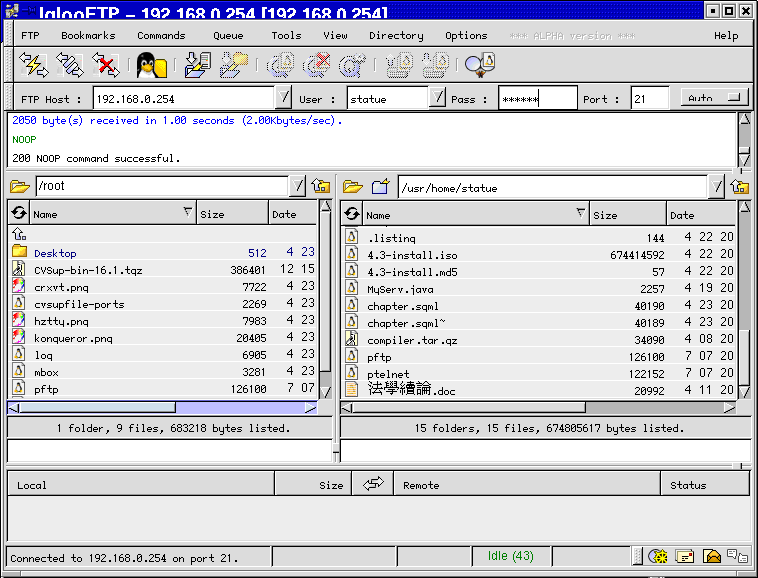 IglooFTP - 192.168.0.254 [192.168.0.254]
FTP Bookmarks Commands Queue Tools View Directory Options *** ALPHA version *** Help
FTP Host : 192.168.0.254 User : statue Pass : ****** Port : 21 Auto
2050 byte(s) received in 1.00 seconds (2.00Kbytes/sec).
NOOP
200 NOOP command successful.
/root
Name Size Date
Desktop 512 4 23
CVSup-bin-16.1.tgz 386401 12 15
crxvt.png 7722 4 23
cvsupfile-ports 2269 4 23
hztty.png 7983 4 23
konqueror.png 20405 4 23
log 6905 4 23
mbox 3281 4 23
pftp 126100 7 07
1 folder, 9 files, 683218 bytes listed.
/usr/home/statue
Name Size Date
.listing 144 4 22 20
4.3-install.iso 674414592 4 22 20
4.3-install.md5 57 4 22 20
MyServ.java 2257 4 19 20
chapter.sgml 40190 4 23 20
chapter.sgml~ 40189 4 23 20
compiler.tar.gz 34090 4 08 20
pftp 126100 7 07 20
ptelnet 122152 7 07 20
法學緒論.doc 20992 4 11 20
15 folders, 15 files, 674805617 bytes listed.
Local Size Remote Status
Connected to 192.168.0.254 on port 21. Idle (43)